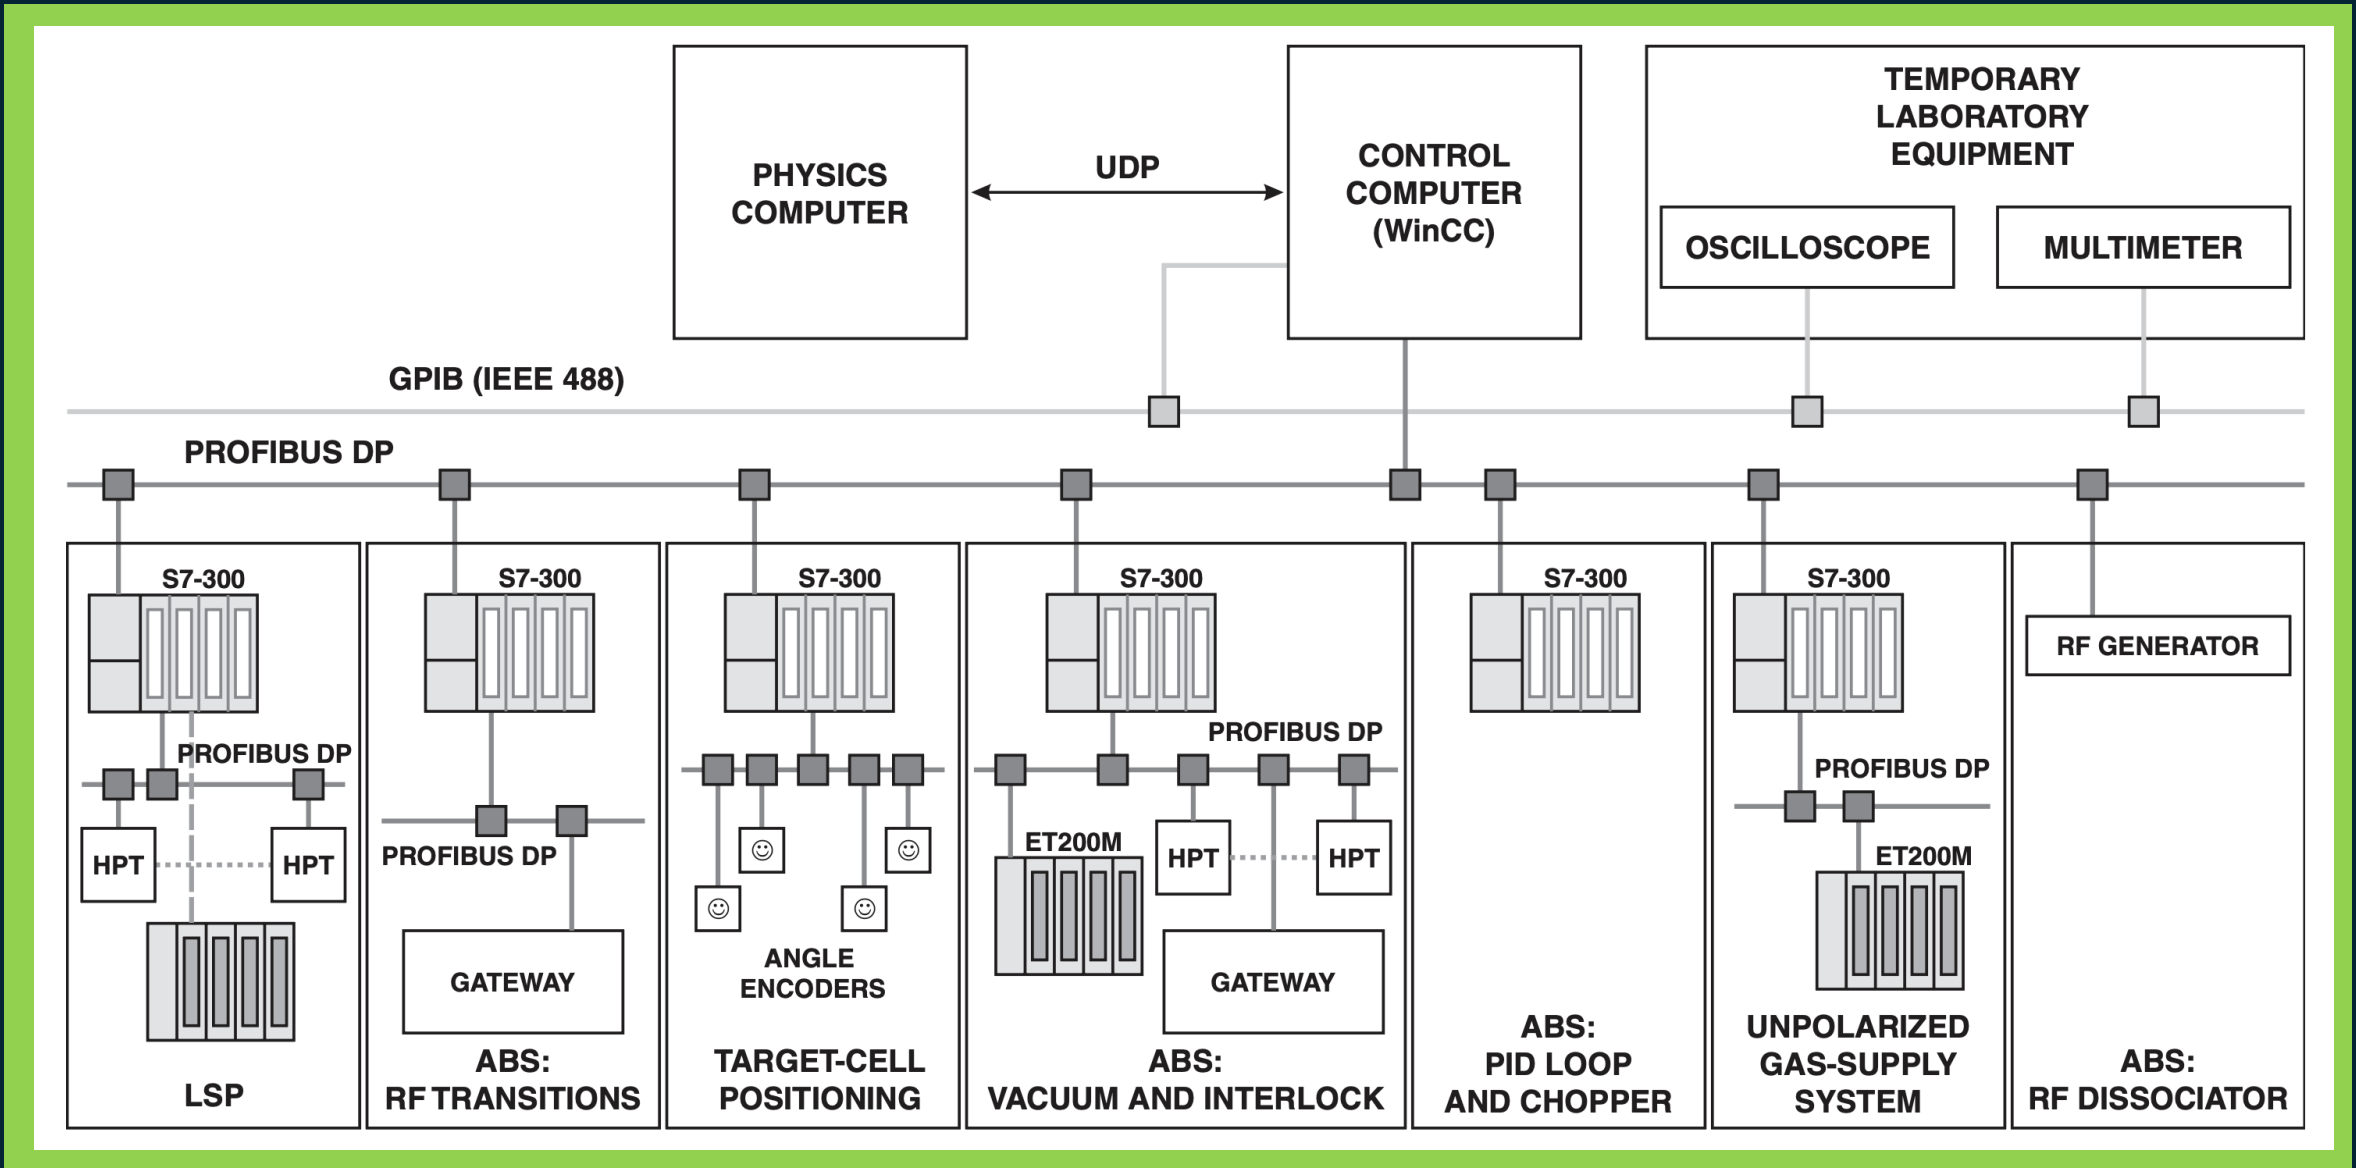 PHYSICS
COMPUTER
UDP
CONTROL
COMPUTER
(WinCC)
TEMPORARY
LABORATORY
EQUIPMENT
OSCILLOSCOPE
MULTIMETER
GPIB (IEEE 488)
PROFIBUS DP
S7-300
PROFIBUS DP
HPT
HPT
LSP
S7-300
PROFIBUS DP
GATEWAY
ABS:
RF TRANSITIONS
S7-300
ANGLE
ENCODERS
TARGET-CELL
POSITIONING
S7-300
PROFIBUS DP
ET200M
HPT
HPT
GATEWAY
ABS:
VACUUM AND INTERLOCK
S7-300
ABS:
PID LOOP
AND CHOPPER
S7-300
PROFIBUS DP
ET200M
UNPOLARIZED
GAS-SUPPLY
SYSTEM
RF GENERATOR
ABS:
RF DISSOCIATOR